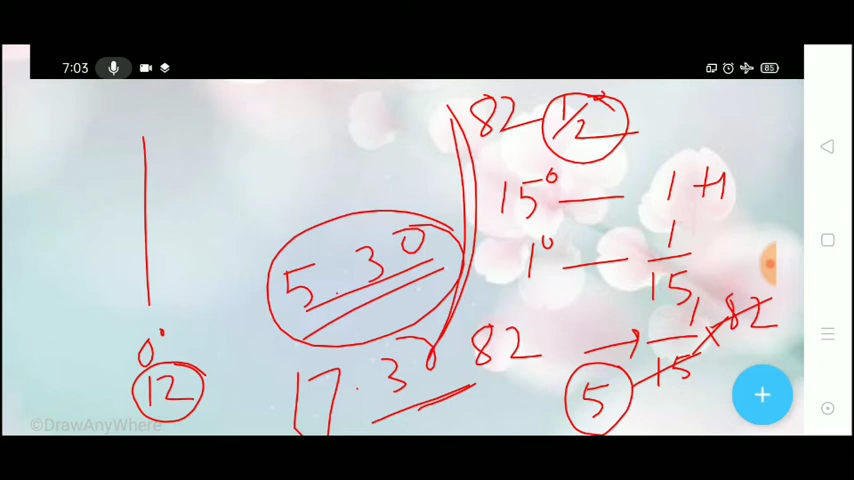 7:03
85
82 1/2°
15° — 1 H
1° — 1/15
5.30
82 → 1/15 x 82
5
0°
12
17.30
©DrawAnyWhere